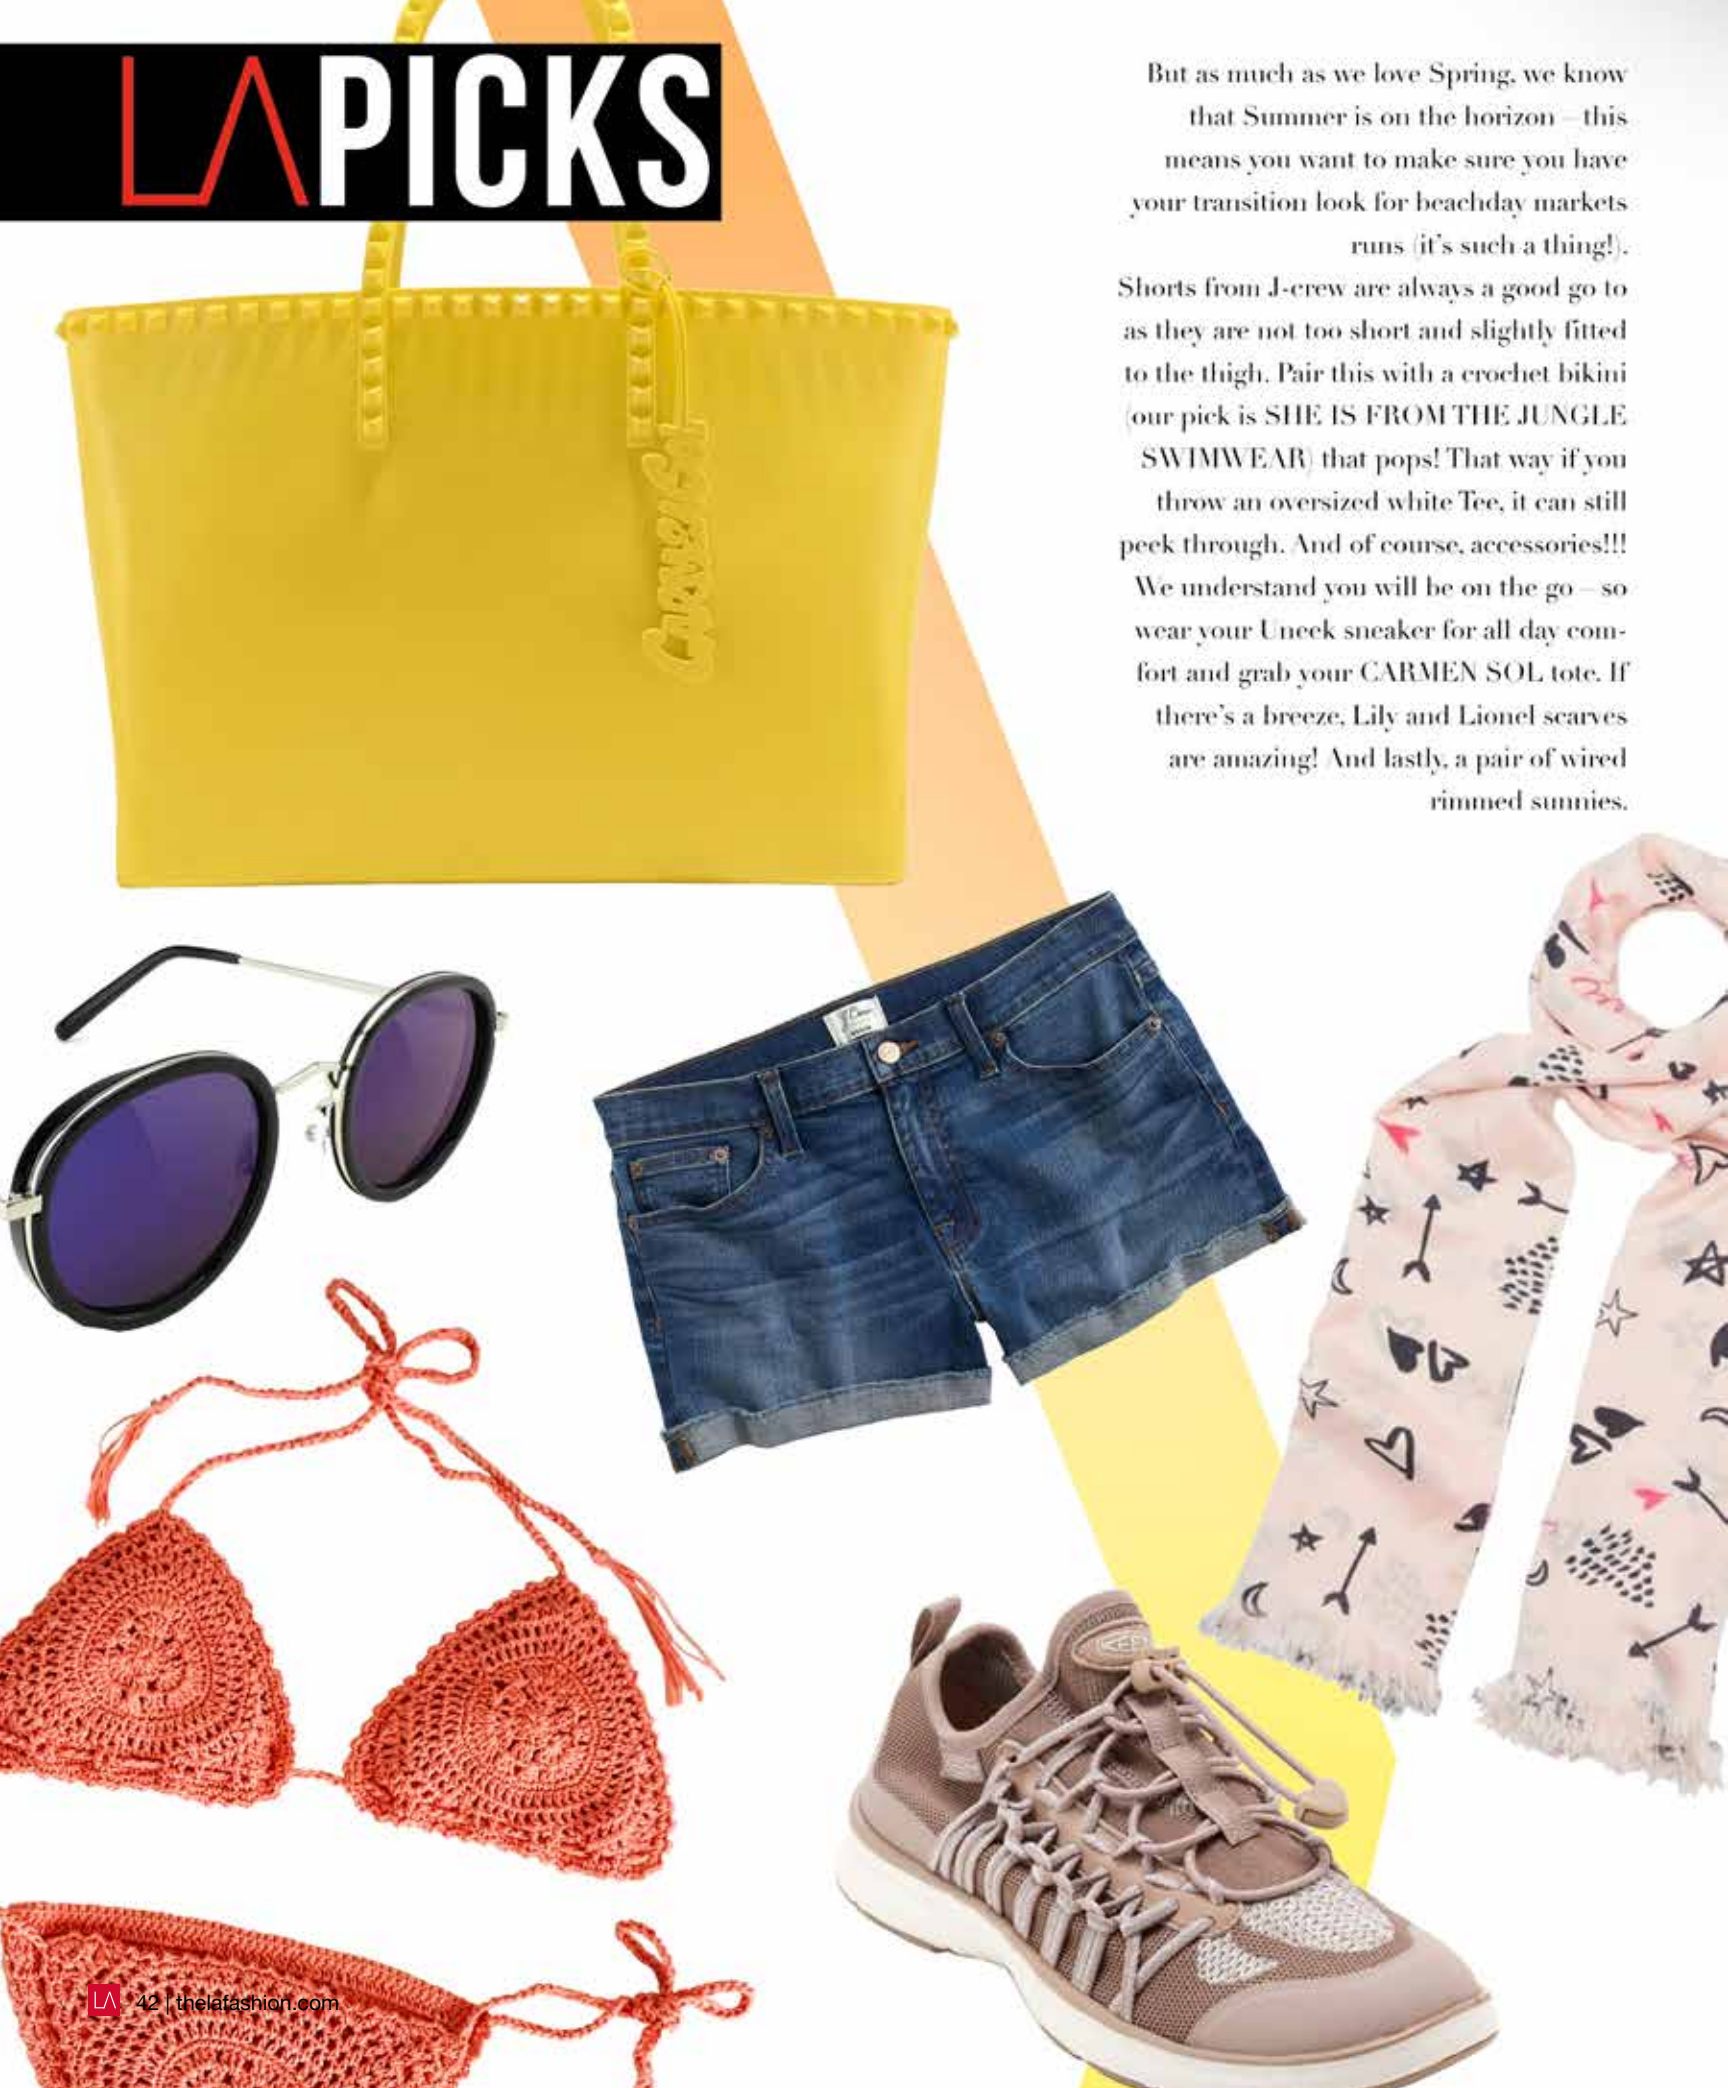 LAPICKS
But as much as we love Spring, we know
that Summer is on the horizon – this
means you want to make sure you have
your transition look for beachday markets
runs (it's such a thing!).
Shorts from J-crew are always a good go to
as they are not too short and slightly fitted
to the thigh. Pair this with a crochet bikini
(our pick is SHE IS FROM THE JUNGLE
SWIMWEAR) that pops! That way if you
throw an oversized white Tee, it can still
peek through. And of course, accessories!!!
We understand you will be on the go – so
wear your Uneek sneaker for all day com-
fort and grab your CARMEN SOL tote. If
there's a breeze, Lily and Lionel scarves
are amazing! And lastly, a pair of wired
rimmed sunnies.
Carmen Sol
J.Crew
KEEN
LA 42 | thelafashion.com